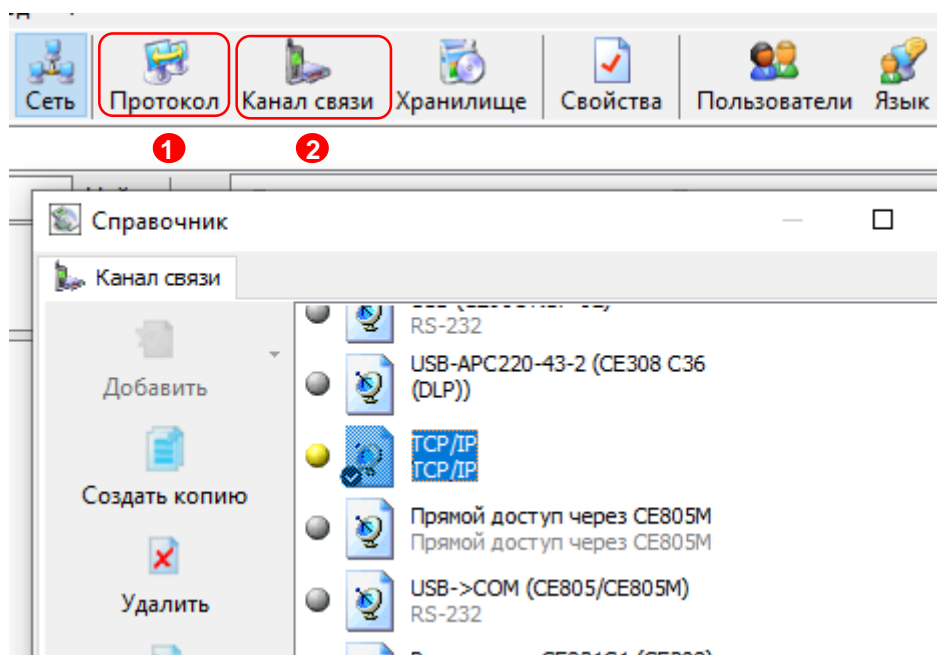 Сеть Протокол Канал связи Хранилище Свойства Пользователи Язык
1 2
Справочник
Канал связи
RS-232
Добавить
USB-APC220-43-2 (CE308 C36
(DLP))
TCP/IP
TCP/IP
Создать копию
Прямой доступ через CE805M
Прямой доступ через CE805M
Удалить
USB->COM (CE805/CE805M)
RS-232